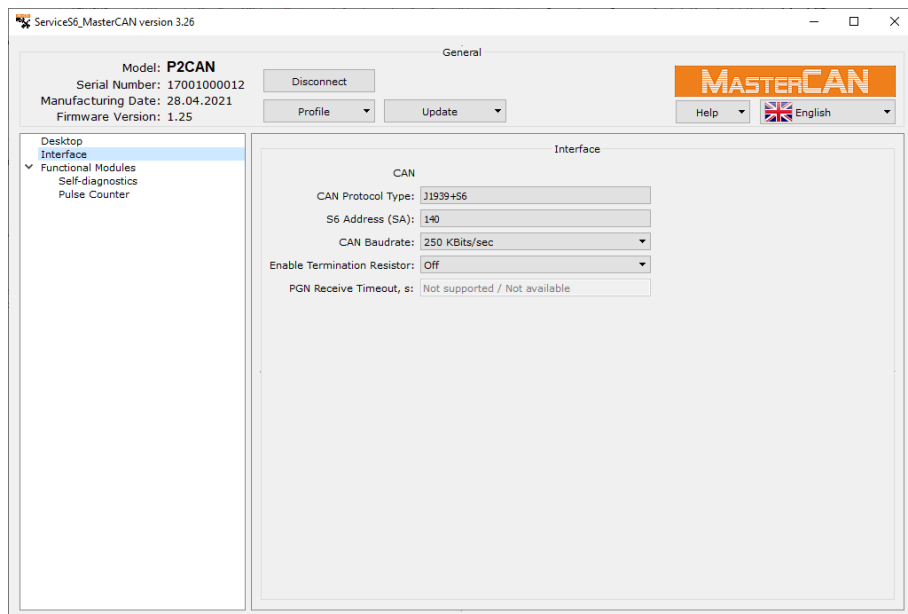 ServiceS6_MasterCAN version 3.26
General
Model: P2CAN
Serial Number: 17001000012
Manufacturing Date: 28.04.2021
Firmware Version: 1.25
Disconnect
Profile
Update
MASTERCAN
Help
English
Desktop
Interface
Functional Modules
Self-diagnostics
Pulse Counter
Interface
CAN
CAN Protocol Type: J1939+S6
S6 Address (SA): 140
CAN Baudrate: 250 KBits/sec
Enable Termination Resistor: Off
PGN Receive Timeout, s: Not supported / Not available